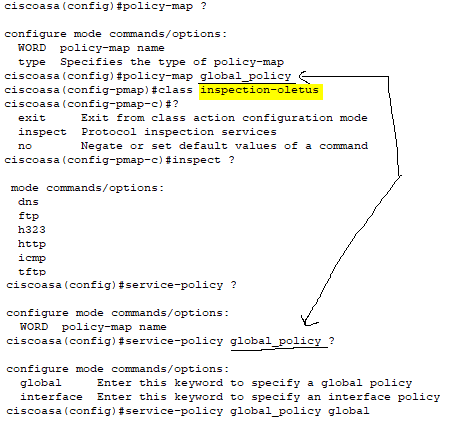 ciscoasa(config)#policy-map ?
configure mode commands/options:
WORD policy-map name
type Specifies the type of policy-map
ciscoasa(config)#policy-map global_policy
ciscoasa(config-pmap)#class inspection-oletus
ciscoasa(config-pmap-c)#?
exit Exit from class action configuration mode
inspect Protocol inspection services
no Negate or set default values of a command
ciscoasa(config-pmap-c)#inspect ?
mode commands/options:
dns
ftp
h323
http
icmp
tftp
ciscoasa(config)#service-policy ?
configure mode commands/options:
WORD policy-map name
ciscoasa(config)#service-policy global_policy ?
configure mode commands/options:
global Enter this keyword to specify a global policy
interface Enter this keyword to specify an interface policy
ciscoasa(config)#service-policy global_policy global